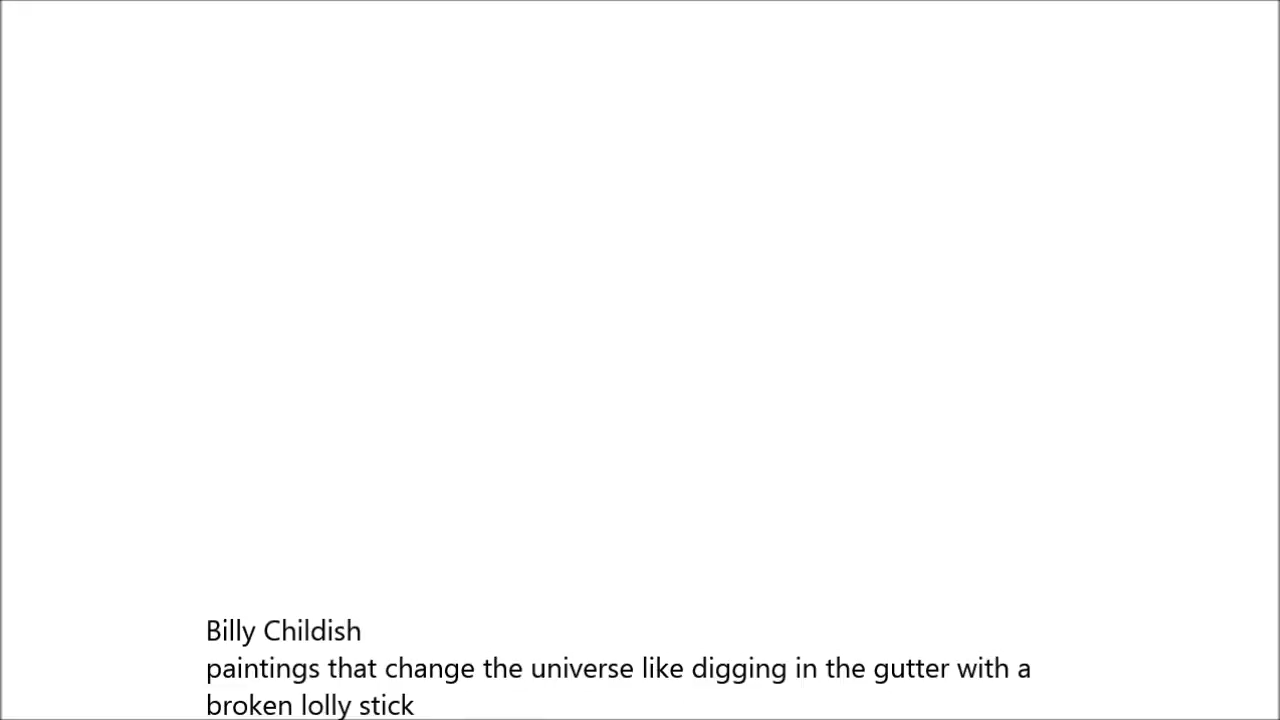 Billy Childish
paintings that change the universe like digging in the gutter with a
broken lolly stick